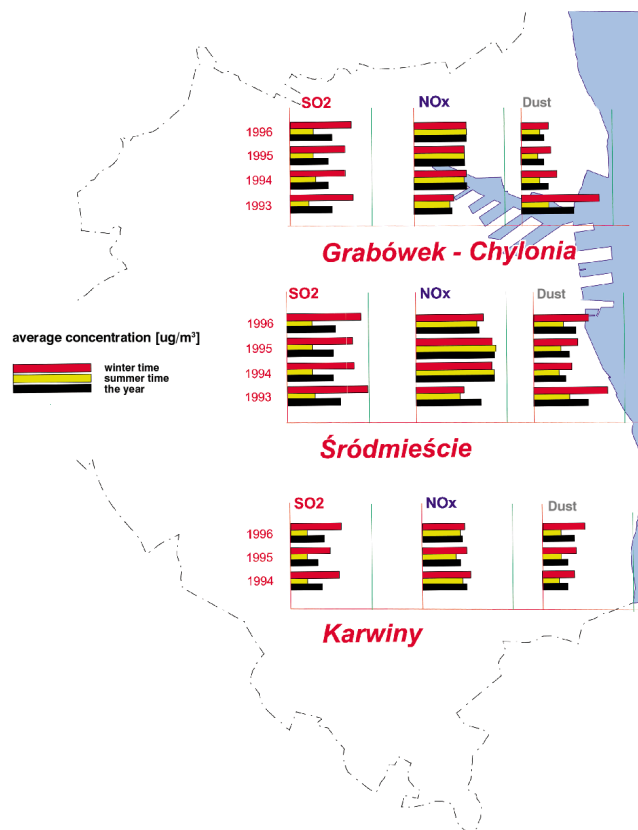 SO2 NOx Dust
1996
1995
1994
1993
Grabówek - Chylonia
SO2 NOx Dust
1996
1995
1994
1993
average concentration [ug/m³]
winter time
summer time
the year
Śródmieście
SO2 NOx Dust
1996
1995
1994
Karwiny